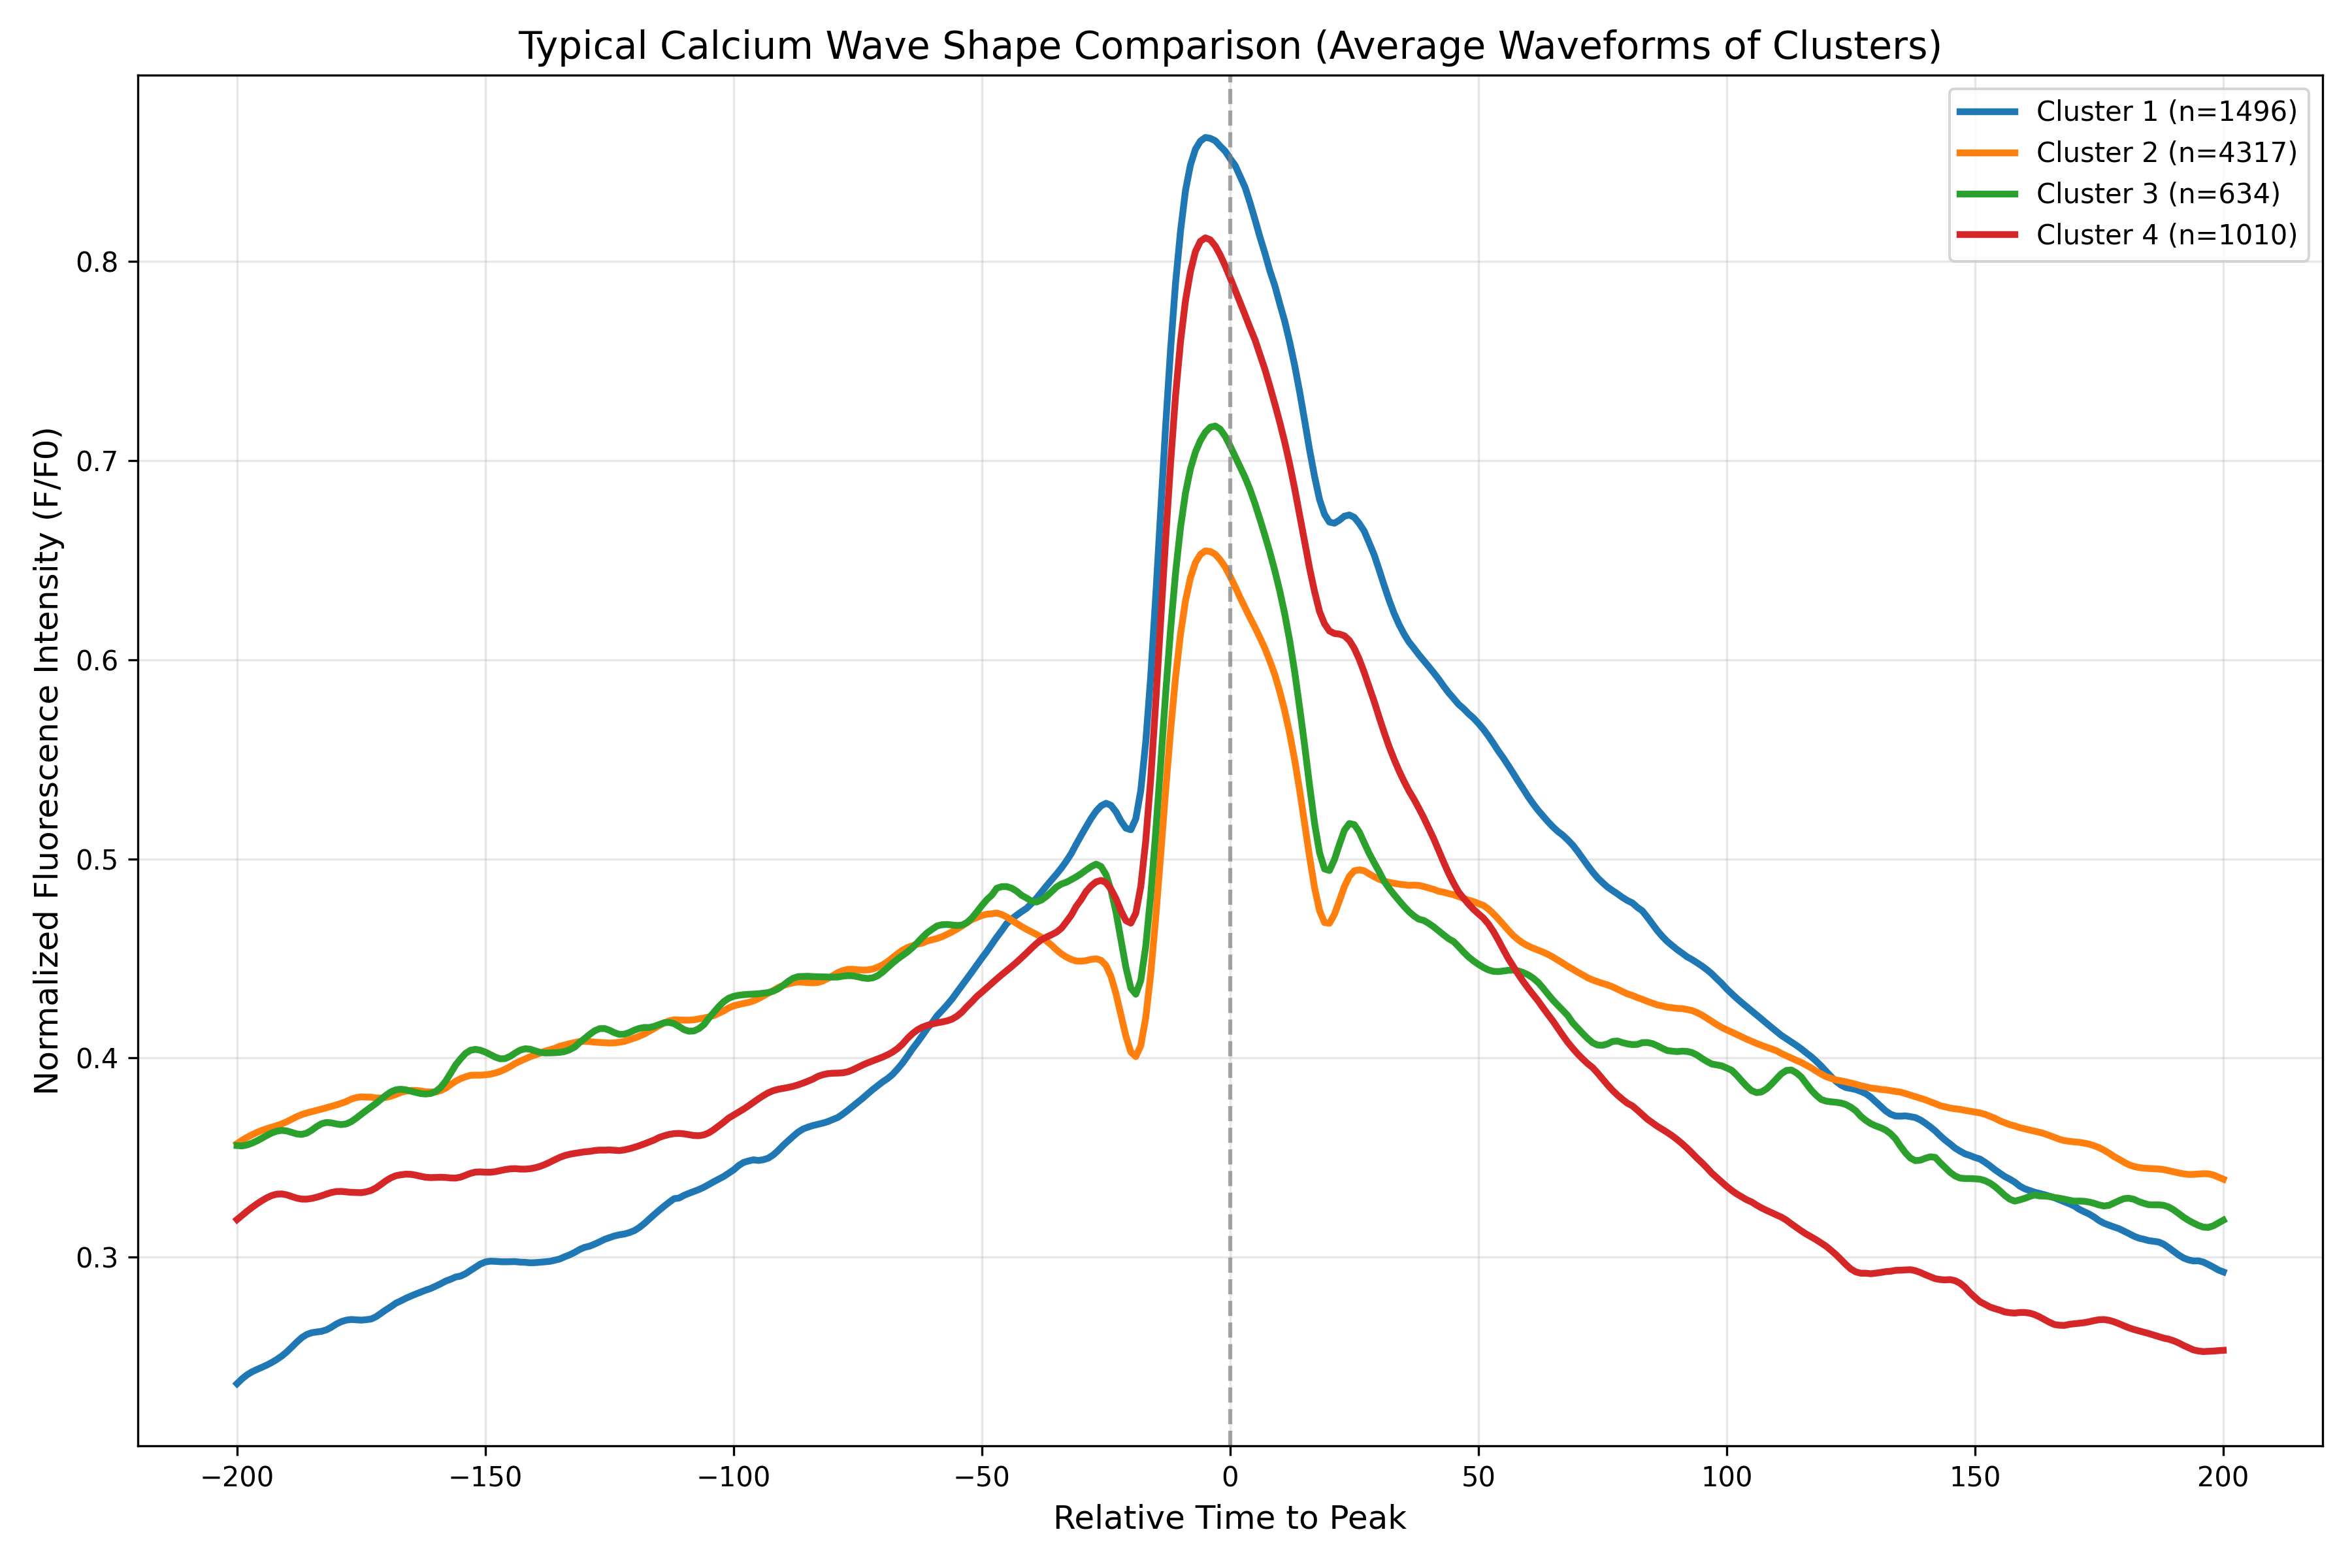 Typical Calcium Wave Shape Comparison (Average Waveforms of Clusters)
Cluster 1 (n=1496)
Cluster 2 (n=4317)
Cluster 3 (n=634)
Cluster 4 (n=1010)
Normalized Fluorescence Intensity (F/F0)
0.8
0.7
0.6
0.5
0.4
0.3
−200 −150 −100 −50 0 50 100 150 200
Relative Time to Peak